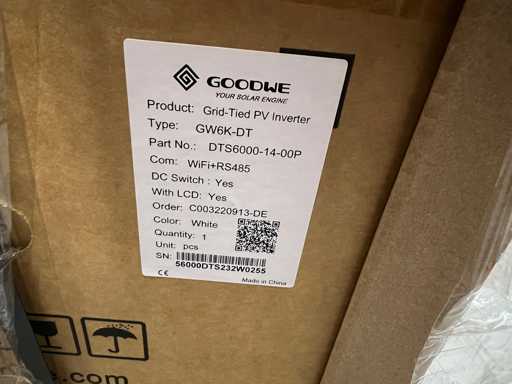 GOODWE
YOUR SOLAR ENGINE
Product: Grid-Tied PV Inverter
Type: GW6K-DT
Part No.: DTS6000-14-00P
Com: WiFi+RS485
DC Switch : Yes
With LCD: Yes
Order: C003220913-DE
Color: White
Quantity: 1
Unit: pcs
SN:
56000DTS232W0255
CE Made in China
e.com